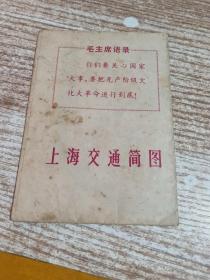 毛主席语录
你们要关心国家
大事，要把无产阶级文
化大革命进行到底！
上海交通简图